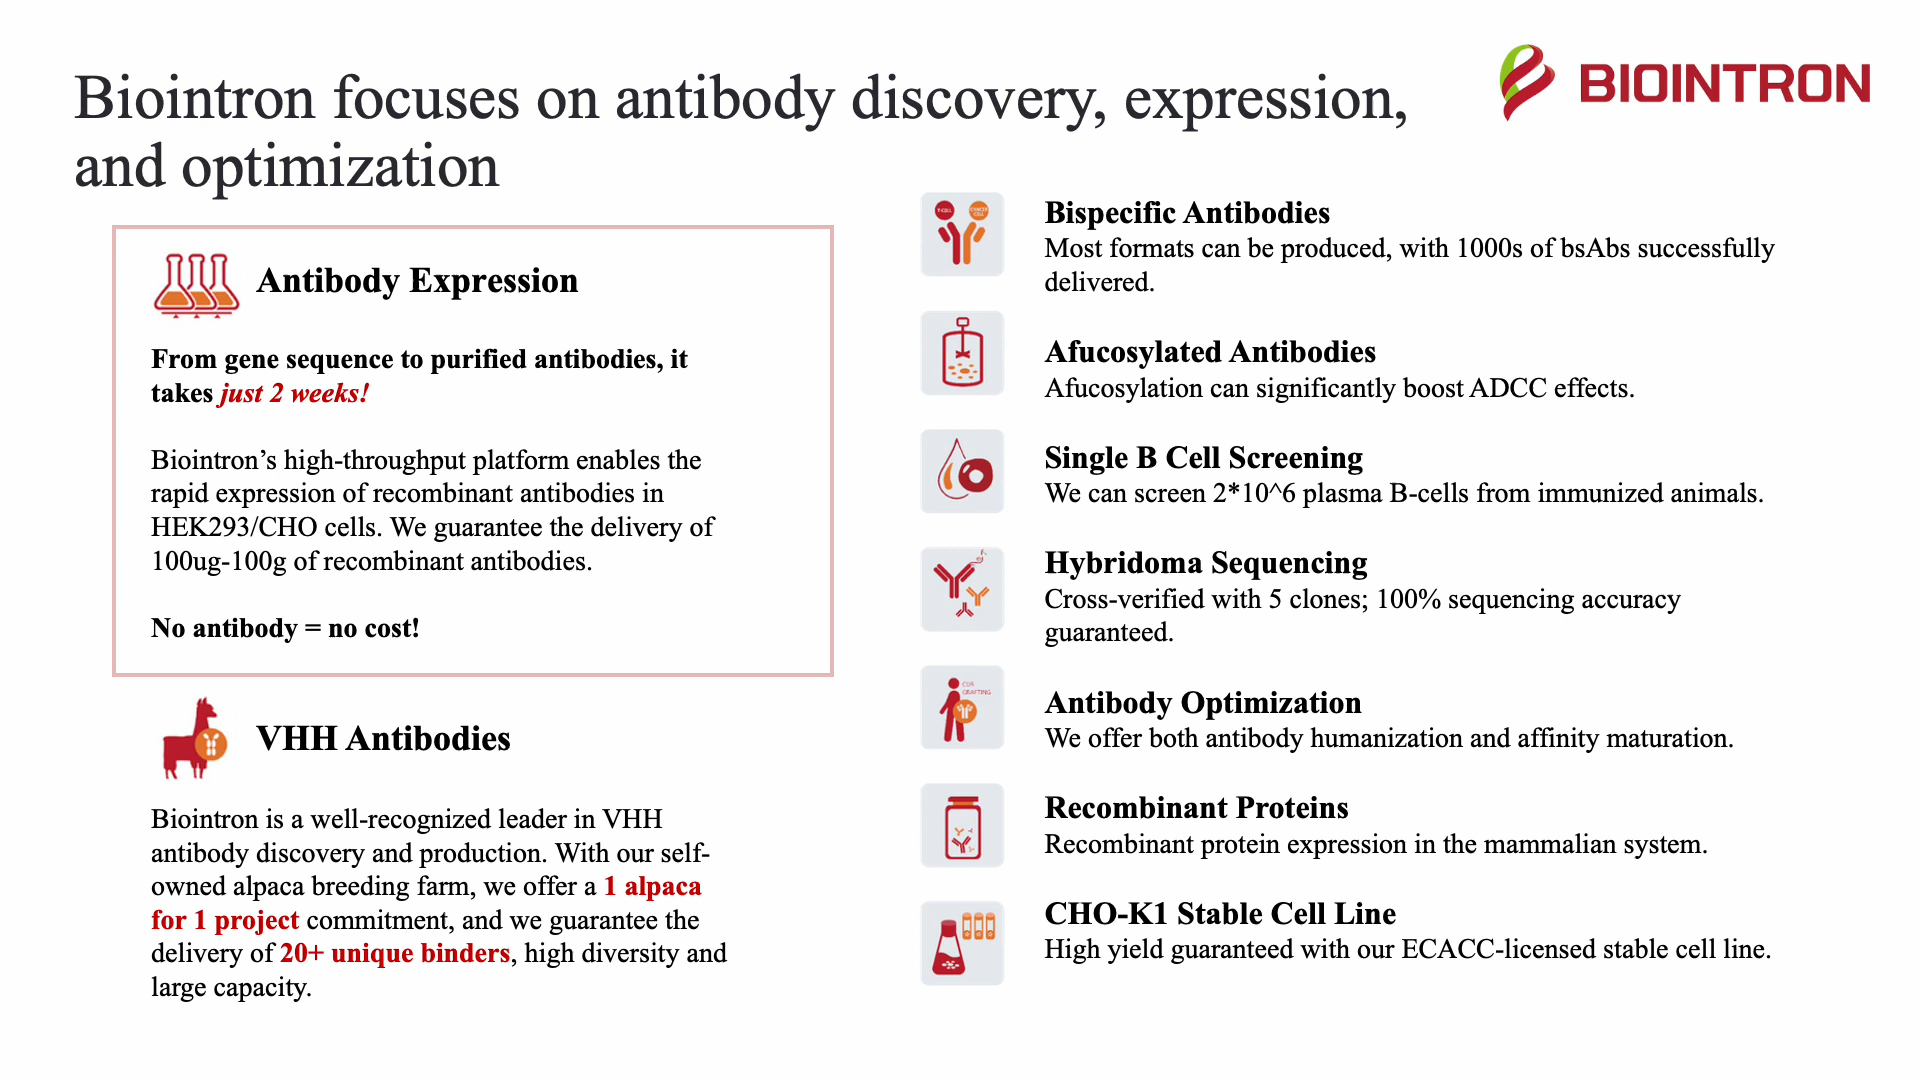 Biointron focuses on antibody discovery, expression,
and optimization
BIOINTRON
Antibody Expression
From gene sequence to purified antibodies, it
takes just 2 weeks!
Biointron’s high-throughput platform enables the
rapid expression of recombinant antibodies in
HEK293/CHO cells. We guarantee the delivery of
100ug-100g of recombinant antibodies.
No antibody = no cost!
VHH Antibodies
Biointron is a well-recognized leader in VHH
antibody discovery and production. With our self-
owned alpaca breeding farm, we offer a 1 alpaca
for 1 project commitment, and we guarantee the
delivery of 20+ unique binders, high diversity and
large capacity.
T-CELL
CANCER
CELL
Bispecific Antibodies
Most formats can be produced, with 1000s of bsAbs successfully
delivered.
Afucosylated Antibodies
Afucosylation can significantly boost ADCC effects.
Single B Cell Screening
We can screen 2*10^6 plasma B-cells from immunized animals.
Hybridoma Sequencing
Cross-verified with 5 clones; 100% sequencing accuracy
guaranteed.
CDR
GRAFTING
Antibody Optimization
We offer both antibody humanization and affinity maturation.
Recombinant Proteins
Recombinant protein expression in the mammalian system.
CHO-K1 Stable Cell Line
High yield guaranteed with our ECACC-licensed stable cell line.